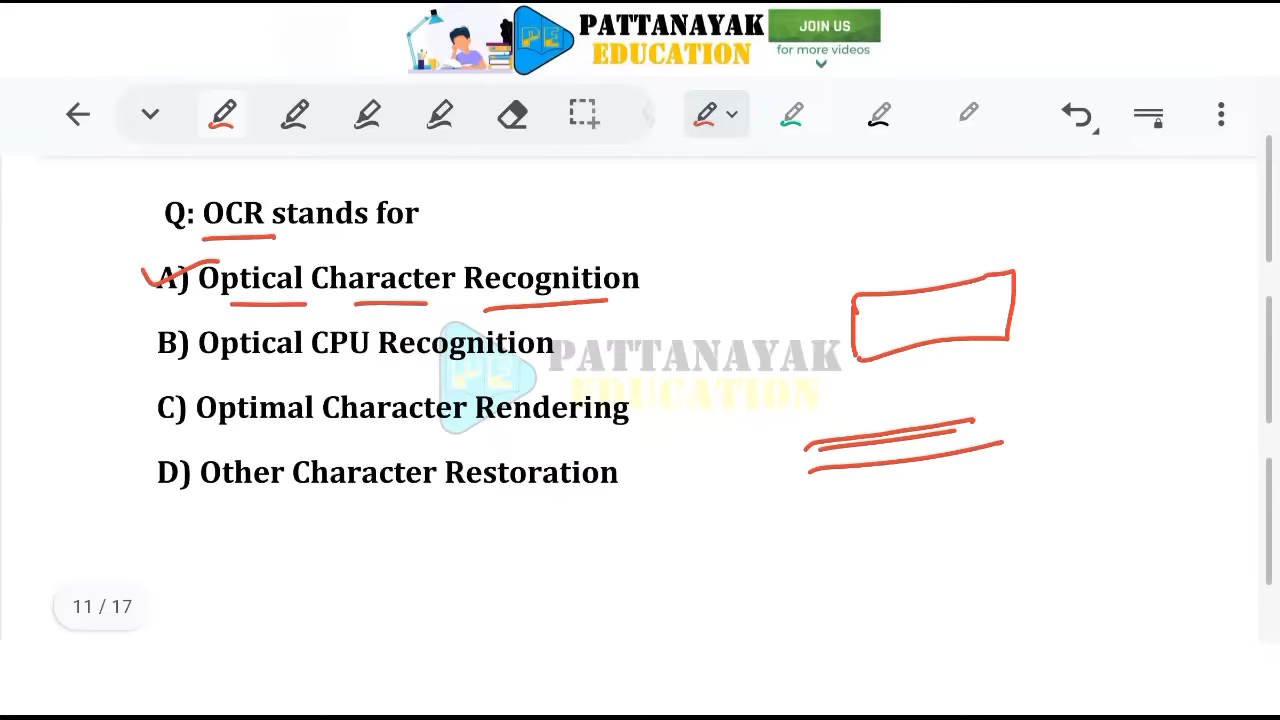 PATTANAYAK
EDUCATION
JOIN US
for more videos
Q: OCR stands for
A) Optical Character Recognition
B) Optical CPU Recognition
C) Optimal Character Rendering
D) Other Character Restoration
PE
PATTANAYAK
EDUCATION
11 / 17